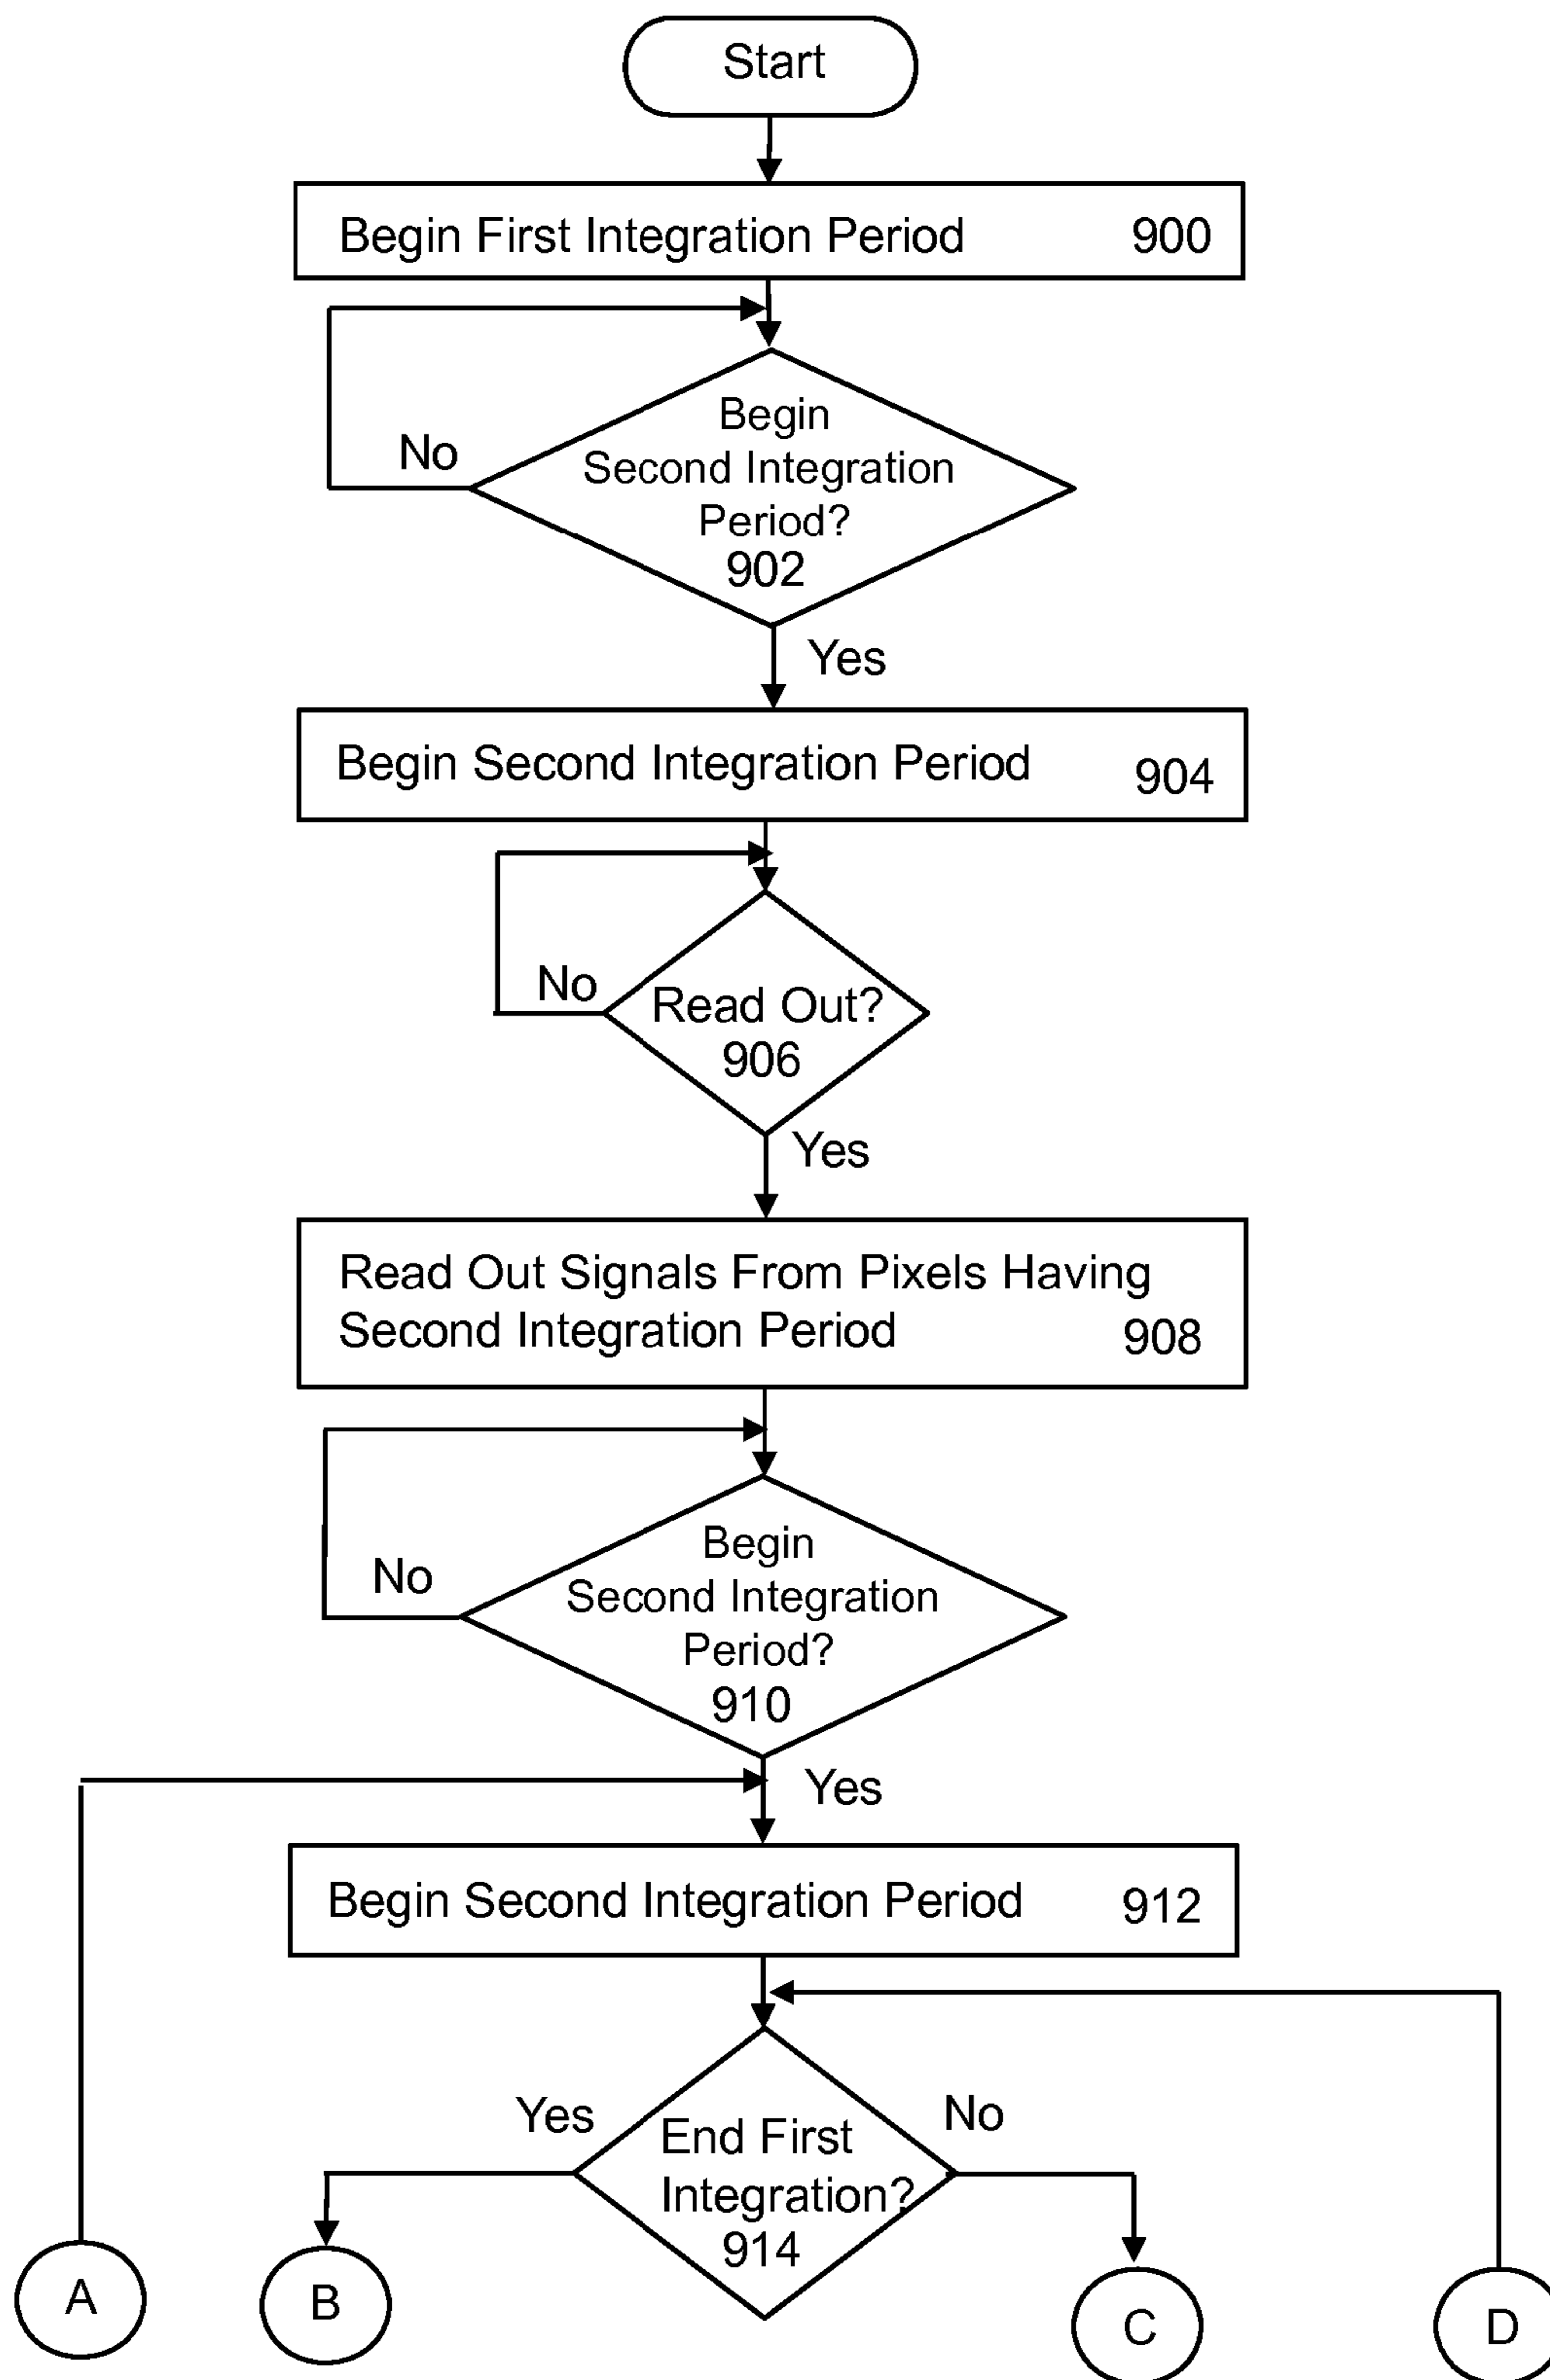 Start
Begin First Integration Period 900
No
Begin
Second Integration
Period?
902
Yes
Begin Second Integration Period 904
No
Read Out?
906
Yes
Read Out Signals From Pixels Having
Second Integration Period 908
Begin
No
Second Integration
Period?
910
Yes
Begin Second Integration Period 912
Yes
No
End First
Integration?
914
A
B
C
D